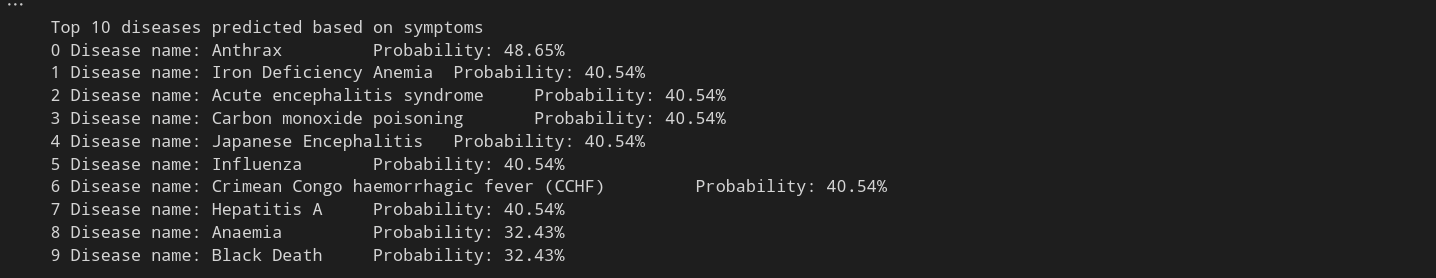 ...
Top 10 diseases predicted based on symptoms
0 Disease name: Anthrax Probability: 48.65%
1 Disease name: Iron Deficiency Anemia Probability: 40.54%
2 Disease name: Acute encephalitis syndrome Probability: 40.54%
3 Disease name: Carbon monoxide poisoning Probability: 40.54%
4 Disease name: Japanese Encephalitis Probability: 40.54%
5 Disease name: Influenza Probability: 40.54%
6 Disease name: Crimean Congo haemorrhagic fever (CCHF) Probability: 40.54%
7 Disease name: Hepatitis A Probability: 40.54%
8 Disease name: Anaemia Probability: 32.43%
9 Disease name: Black Death Probability: 32.43%